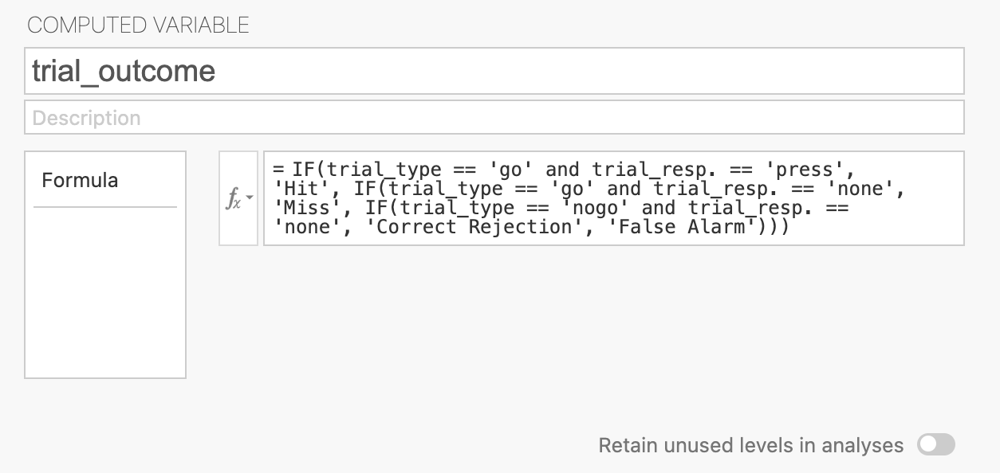 COMPUTED VARIABLE
trial_outcome
Description
Formula
fx
= IF(trial_type == 'go' and trial_resp. == 'press',
'Hit', IF(trial_type == 'go' and trial_resp. == 'none',
'Miss', IF(trial_type == 'nogo' and trial_resp. ==
'none', 'Correct Rejection', 'False Alarm')))
Retain unused levels in analyses